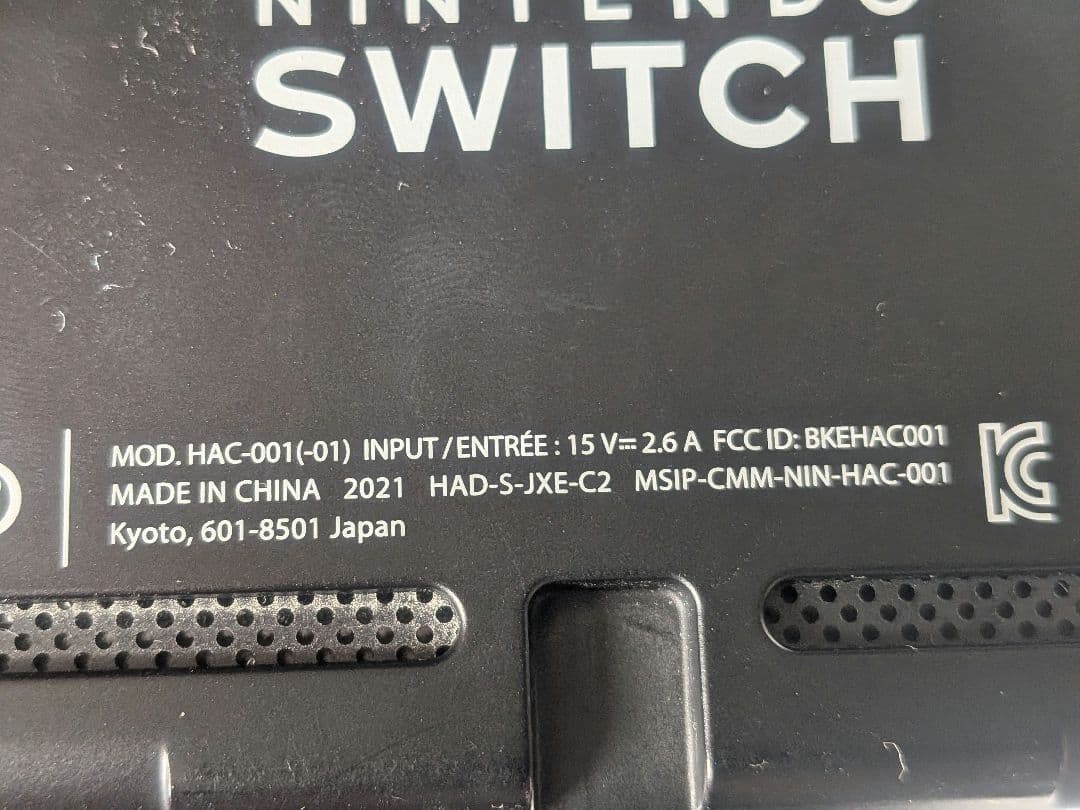 NINTENDO
SWITCH
MOD. HAC-001(-01) INPUT / ENTRÉE : 15 V⎓ 2.6 A FCC ID: BKEHAC001
MADE IN CHINA 2021 HAD-S-JXE-C2 MSIP-CMM-NIN-HAC-001
Kyoto, 601-8501 Japan